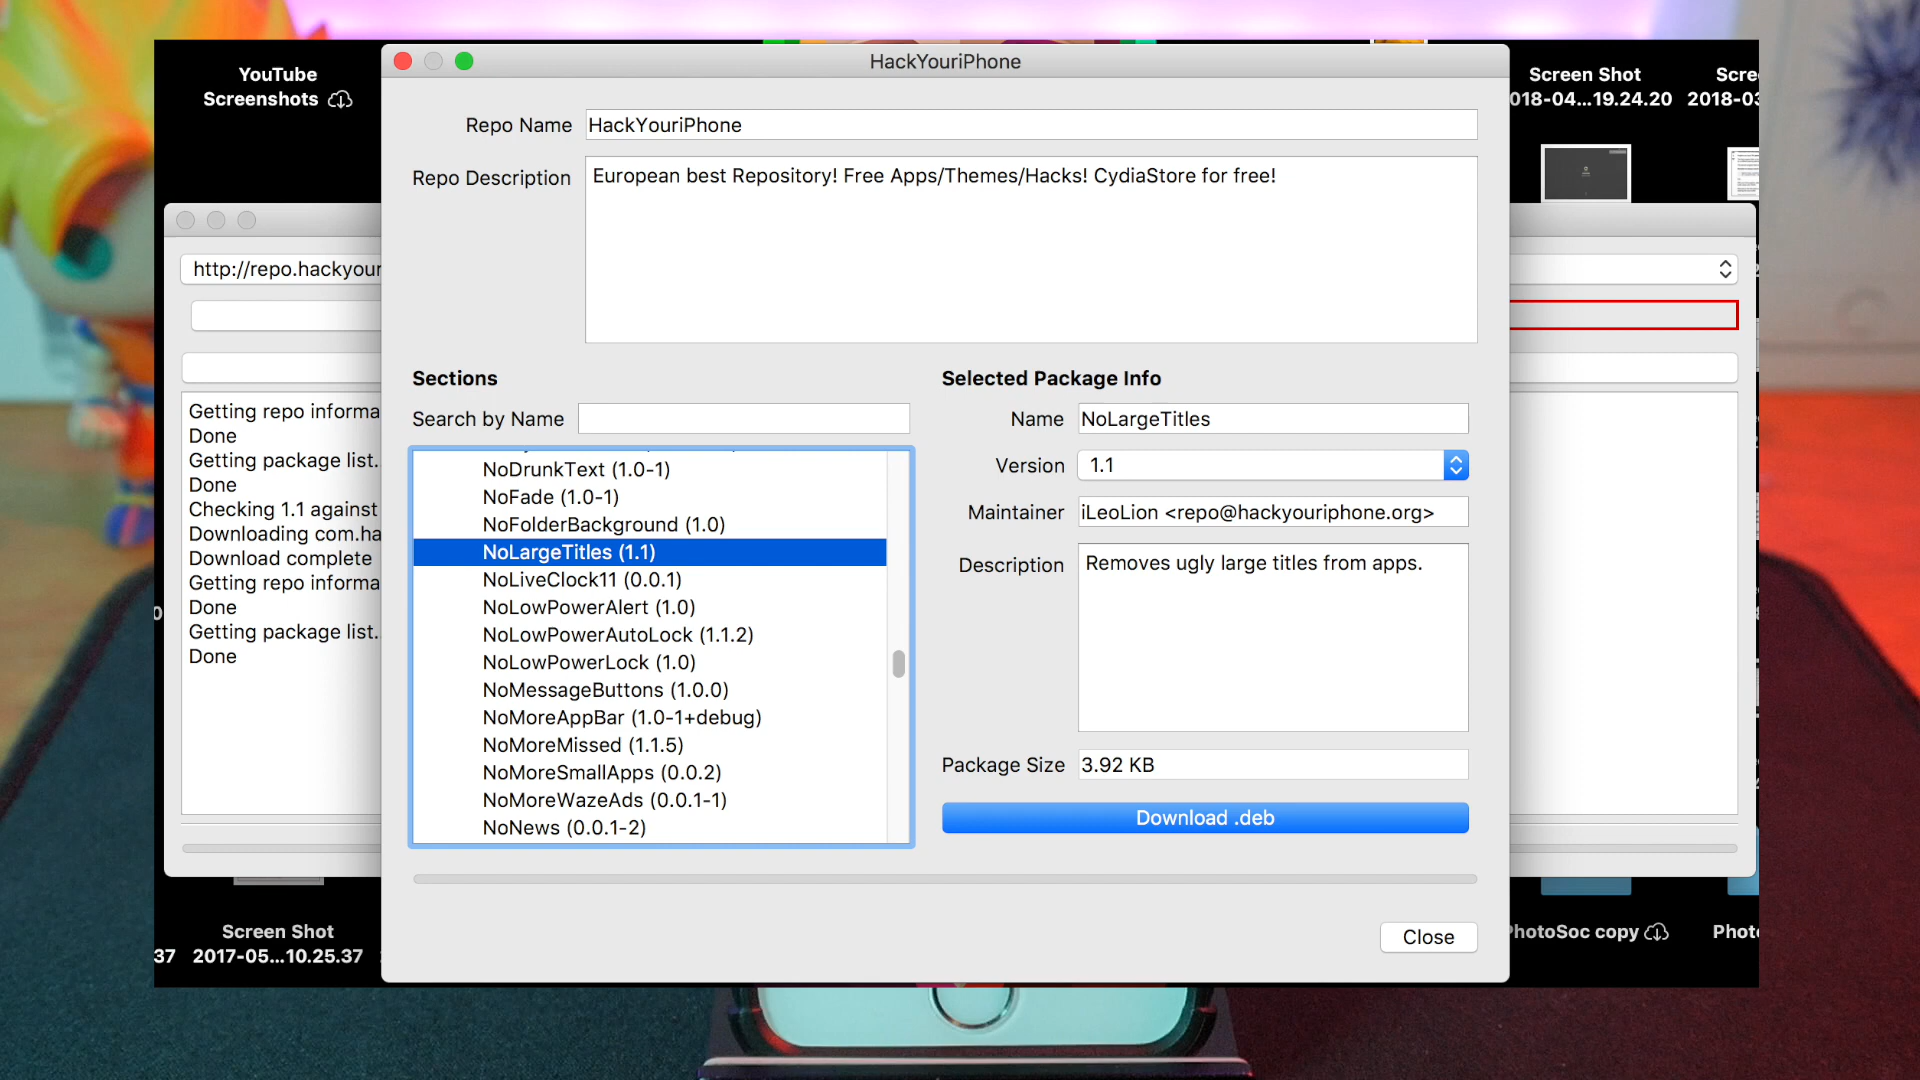 YouTube
Screenshots
HackYouriPhone
Screen Shot
018-04...19.24.20
Scre
2018-03
Repo Name HackYouriPhone
Repo Description European best Repository! Free Apps/Themes/Hacks! CydiaStore for free!
http://repo.hackyour
Sections
Search by Name
NoDrunkText (1.0-1)
NoFade (1.0-1)
NoFolderBackground (1.0)
NoLargeTitles (1.1)
NoLiveClock11 (0.0.1)
NoLowPowerAlert (1.0)
NoLowPowerAutoLock (1.1.2)
NoLowPowerLock (1.0)
NoMessageButtons (1.0.0)
NoMoreAppBar (1.0-1+debug)
NoMoreMissed (1.1.5)
NoMoreSmallApps (0.0.2)
NoMoreWazeAds (0.0.1-1)
NoNews (0.0.1-2)
Selected Package Info
Name NoLargeTitles
Version 1.1
Maintainer iLeoLion <repo@hackyouriphone.org>
Description Removes ugly large titles from apps.
Package Size 3.92 KB
Download .deb
Close
Getting repo informa
Done
Getting package list..
Done
Checking 1.1 against
Downloading com.ha
Download complete
Getting repo informa
Done
Getting package list..
Done
Screen Shot
37 2017-05...10.25.37
PhotoSoc copy
Photo